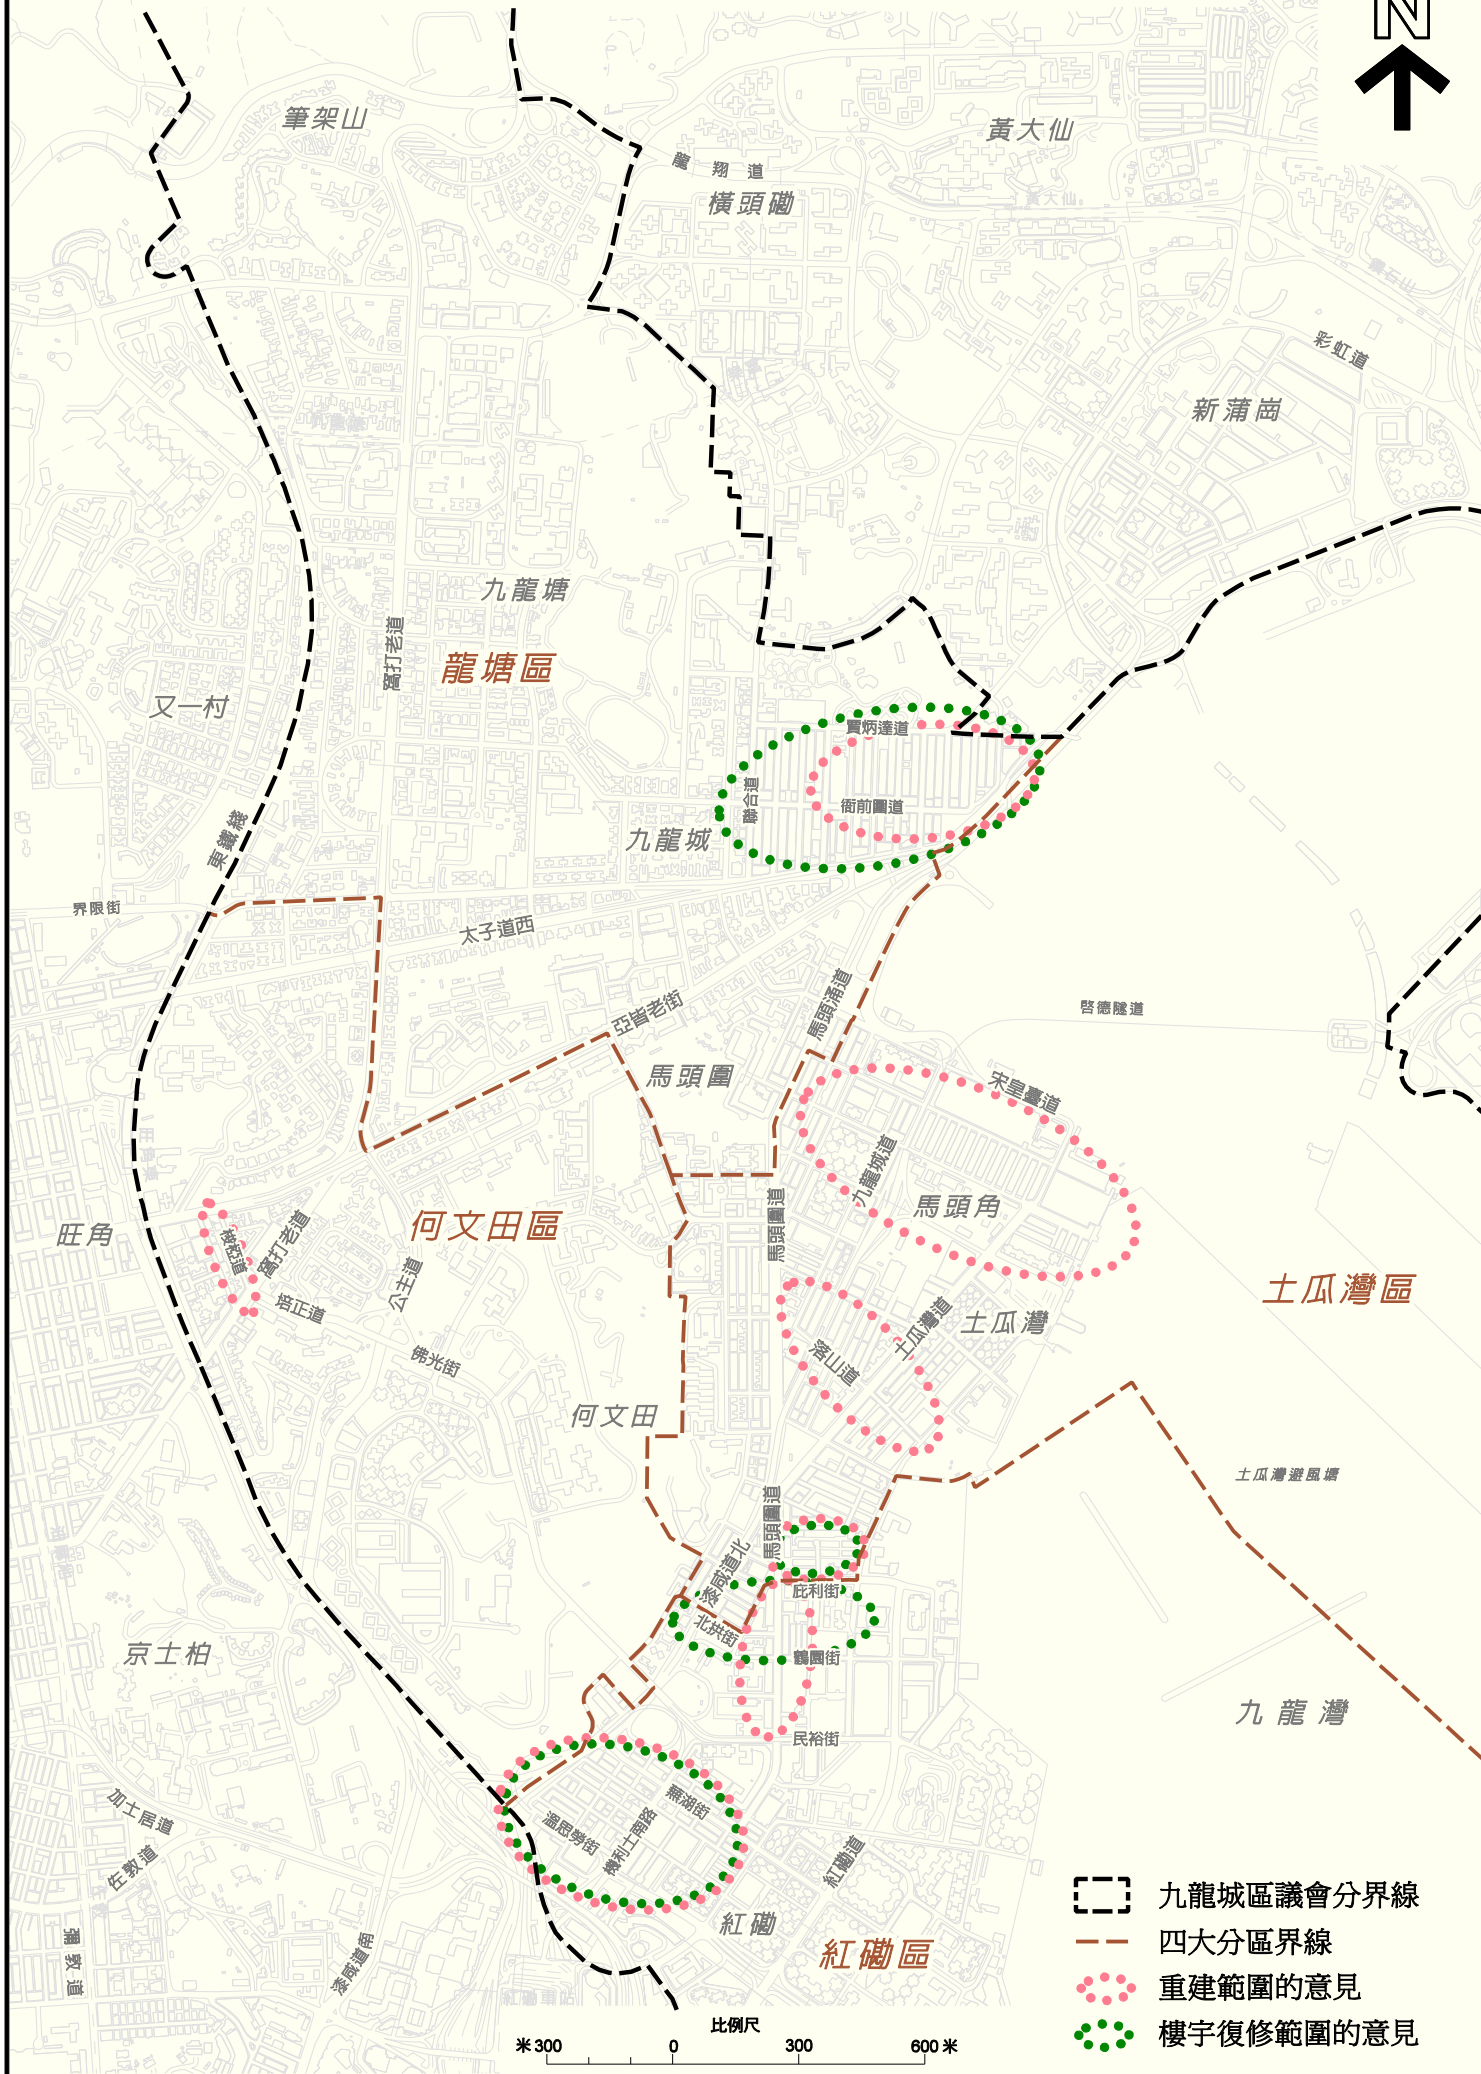 N
筆架山
黃大仙
龍翔道
橫頭磡
黃大仙
彩虹道
新蒲崗
九龍塘
窩打老道
龍塘區
又一村
賈炳達道
聯合道
衙前圍道
東鐵綫
九龍城
界限街
太子道西
亞皆老街
馬頭涌道
啓德隧道
馬頭圍
宋皇臺道
九龍城道
馬頭角
馬頭圍道
旺角
梭椏道
窩打老道
何文田區
公主道
培正道
土瓜灣區
土瓜灣道
土瓜灣
落山道
佛光街
何文田
土瓜灣避風塘
馬頭圍道
漆咸道北
庇利街
北拱街
鶴園街
京士柏
九龍灣
民裕街
蕪湖街
溫思勞街
機利士南路
加士居道
佐敦道
紅磡道
紅磡
紅磡區
彌敦道
漆咸道南
九龍城區議會分界線
四大分區界線
重建範圍的意見
樓宇復修範圍的意見
比例尺
米 300 0 300 600 米